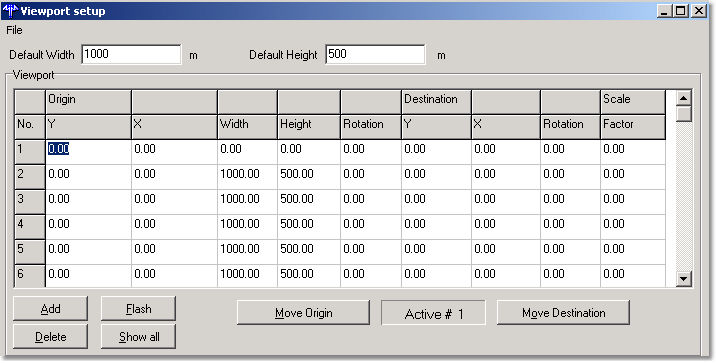 Viewport setup
File
Default Width 1000 m Default Height 500 m
Viewport
Origin Destination Scale
No. Y X Width Height Rotation Y X Rotation Factor
1 0.00 0.00 0.00 0.00 0.00 0.00 0.00 0.00 0.00
2 0.00 0.00 1000.00 500.00 0.00 0.00 0.00 0.00 0.00
3 0.00 0.00 1000.00 500.00 0.00 0.00 0.00 0.00 0.00
4 0.00 0.00 1000.00 500.00 0.00 0.00 0.00 0.00 0.00
5 0.00 0.00 1000.00 500.00 0.00 0.00 0.00 0.00 0.00
6 0.00 0.00 1000.00 500.00 0.00 0.00 0.00 0.00 0.00
Add Flash Move Origin Active # 1 Move Destination
Delete Show all